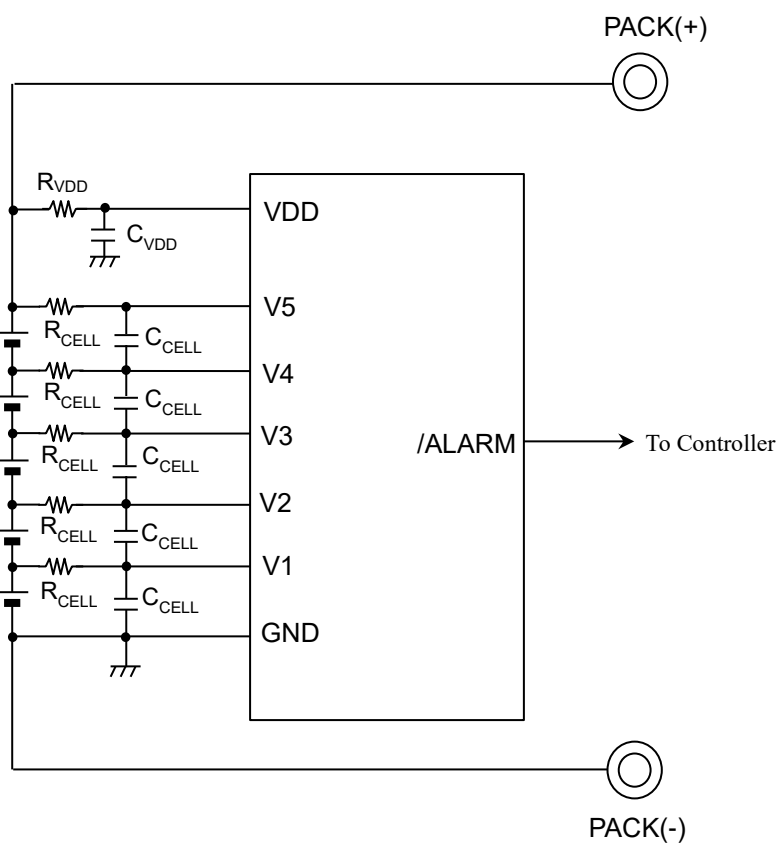 PACK(+)
RVDD
VDD
CVDD
V5
RCELL
CCELL
V4
RCELL
CCELL
V3
/ALARM
To Controller
RCELL
CCELL
V2
RCELL
CCELL
V1
RCELL
CCELL
GND
PACK(-)